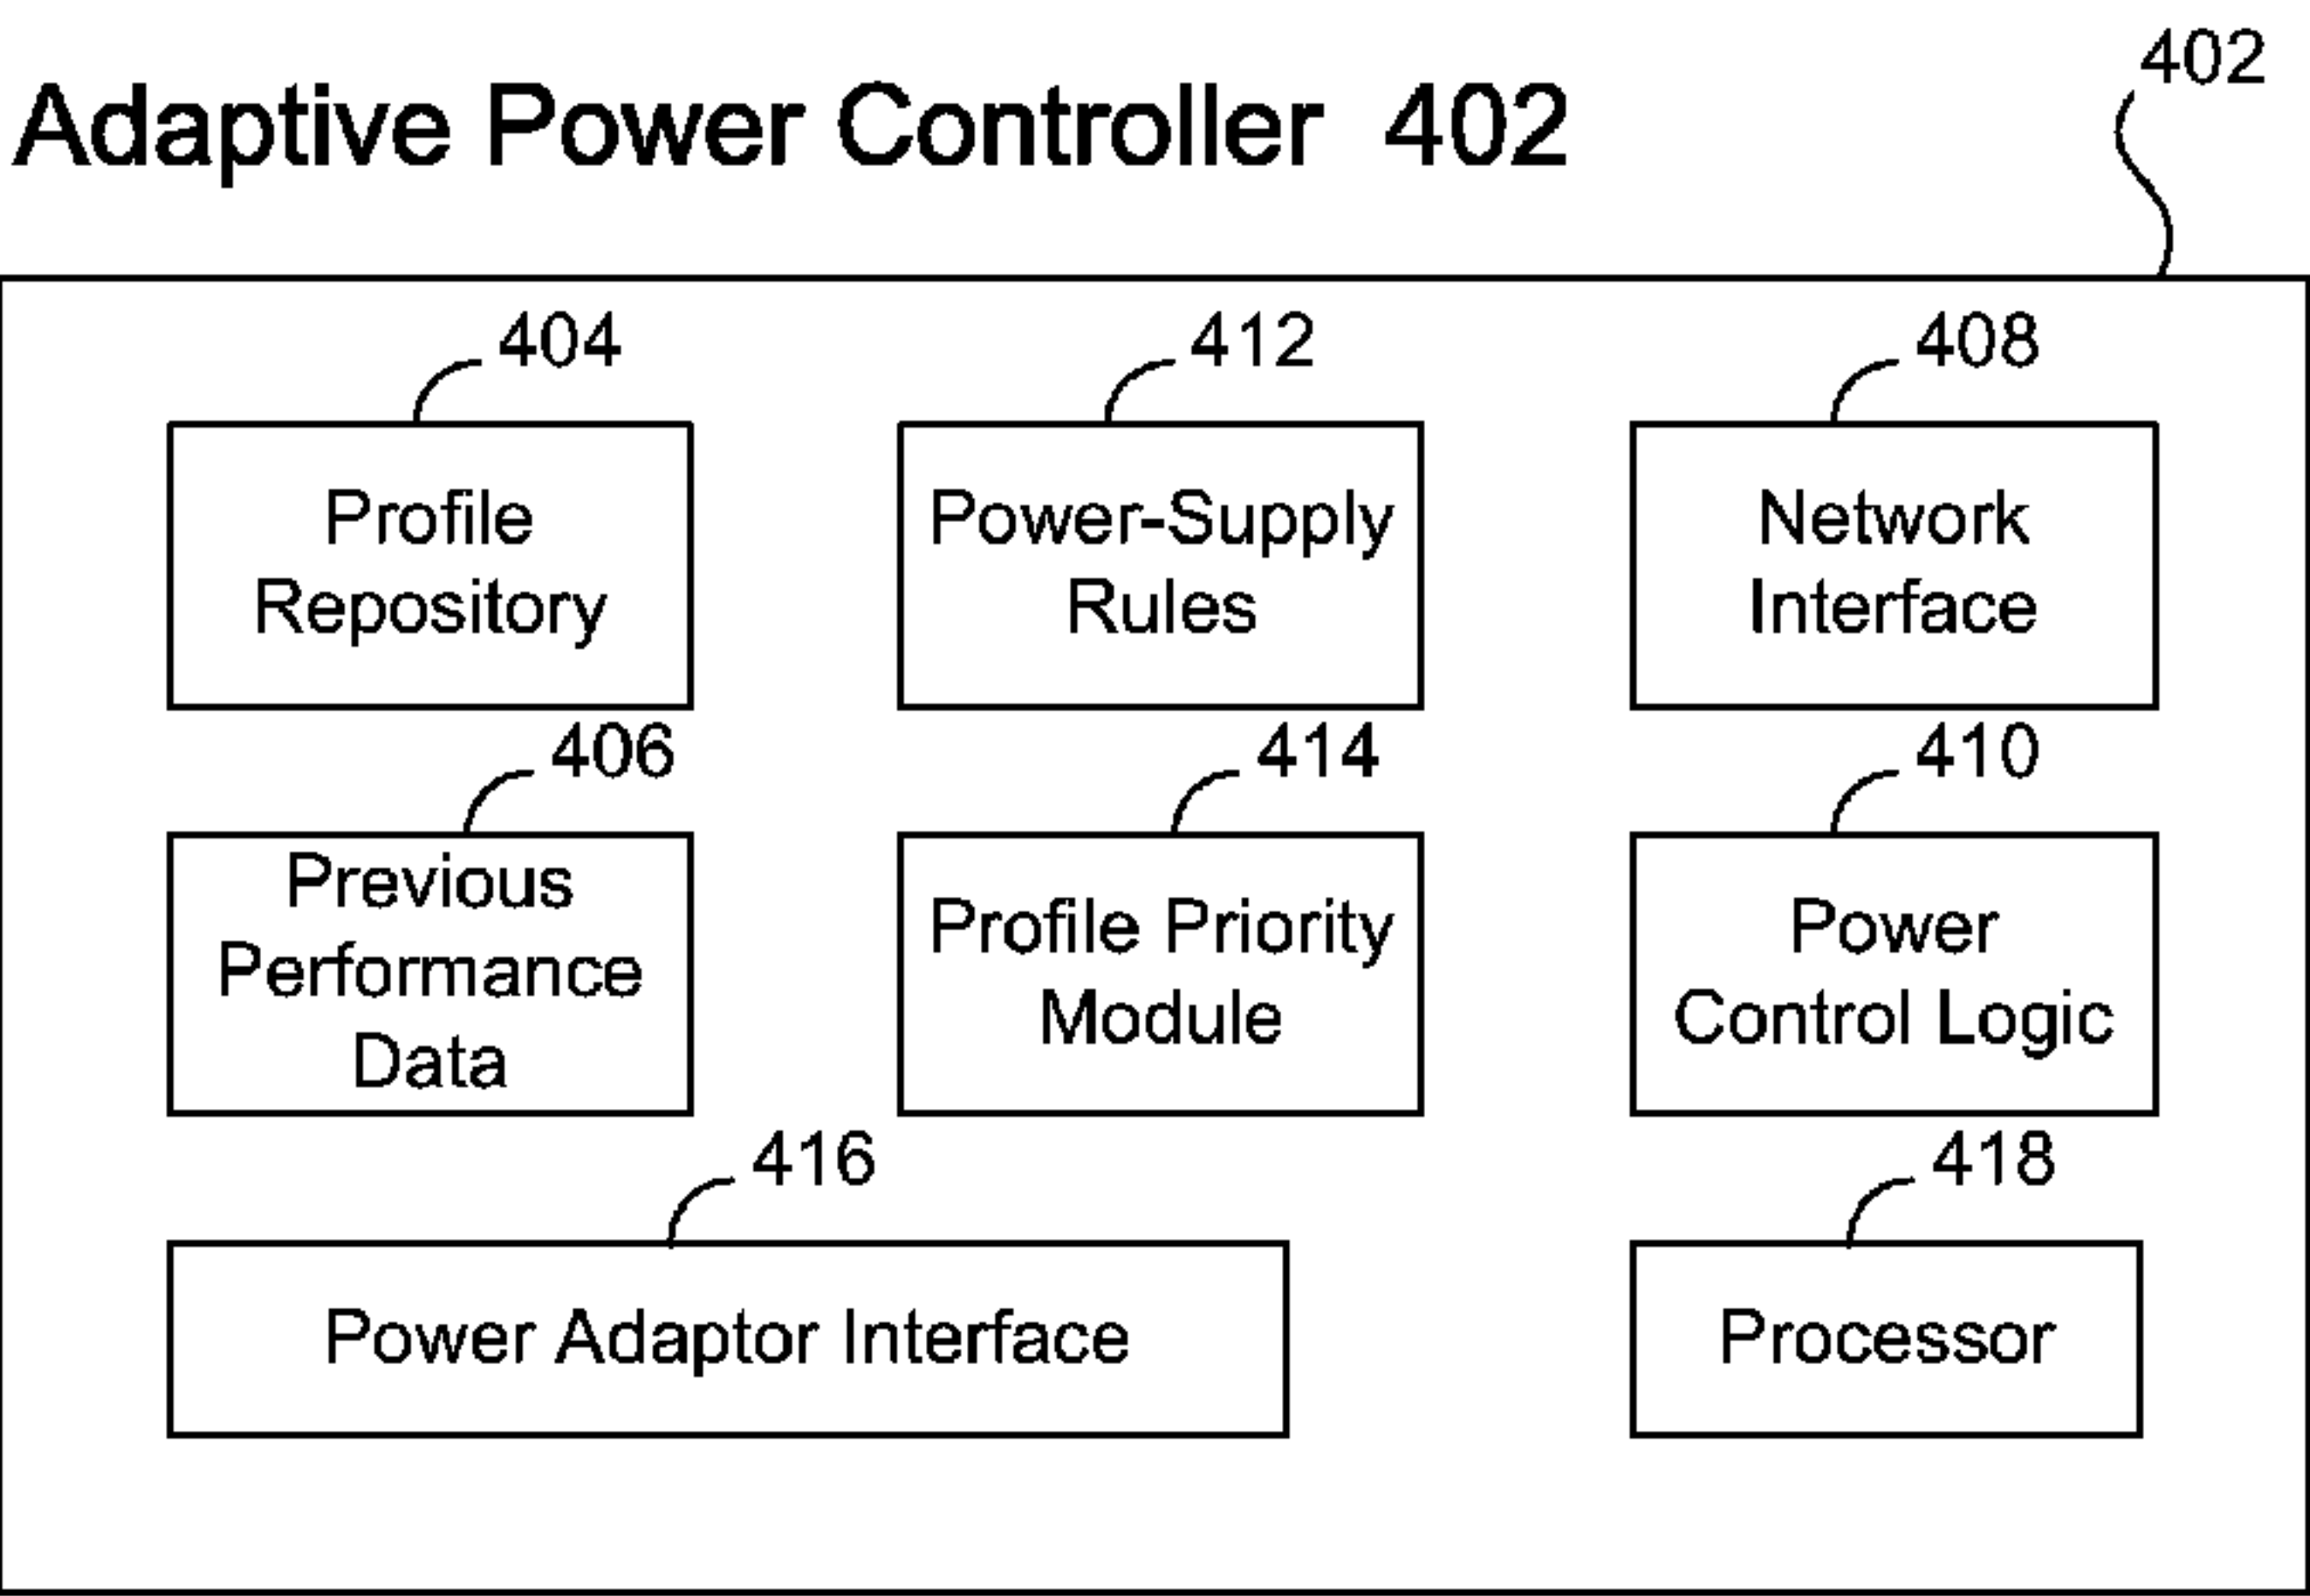 Adaptive Power Controller 402
402
404
Profile
Repository
412
Power-Supply
Rules
408
Network
Interface
406
Previous
Performance
Data
414
Profile Priority
Module
410
Power
Control Logic
416
Power Adaptor Interface
418
Processor